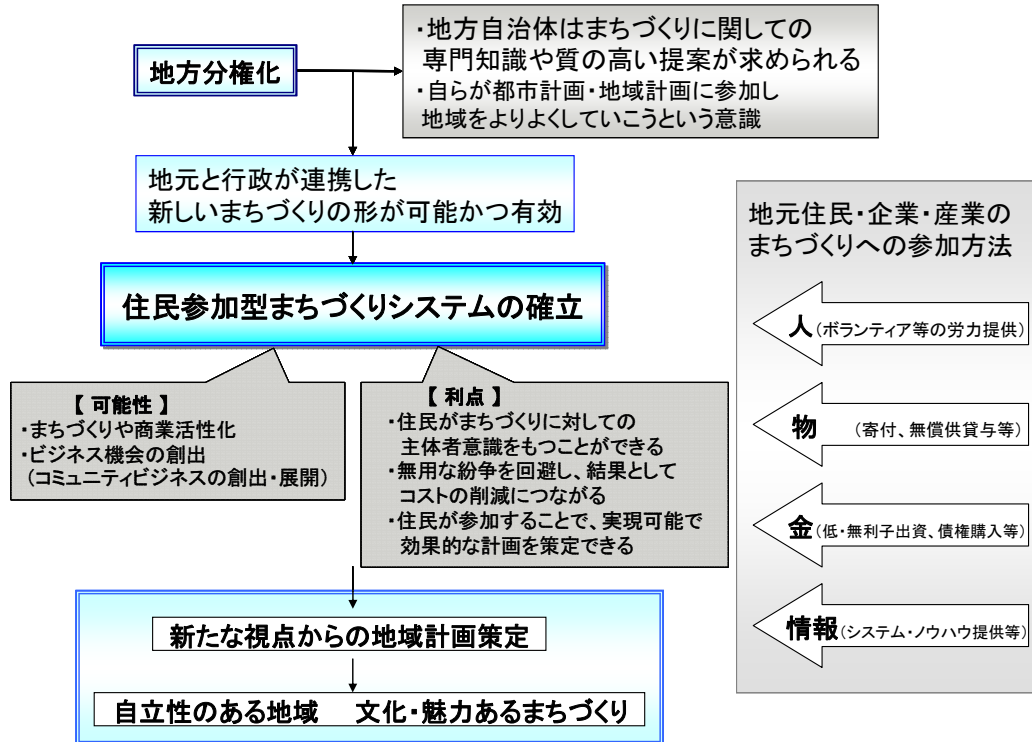 地方分権化
・地方自治体はまちづくりに関しての
専門知識や質の高い提案が求められる
・自らが都市計画・地域計画に参加し
地域をよりよくしていこうという意識
地元と行政が連携した
新しいまちづくりの形が可能かつ有効
住民参加型まちづくりシステムの確立
【 可能性 】
・まちづくりや商業活性化
・ビジネス機会の創出
(コミュニティビジネスの創出・展開)
【 利点 】
・住民がまちづくりに対しての
主体者意識をもつことができる
・無用な紛争を回避し、結果として
コストの削減につながる
・住民が参加することで、実現可能で
効果的な計画を策定できる
新たな視点からの地域計画策定
自立性のある地域 文化・魅力あるまちづくり
地元住民・企業・産業の
まちづくりへの参加方法
人(ボランティア等の労力提供)
物 (寄付、無償供貸与等)
金(低・無利子出資、債権購入等)
情報(システム・ノウハウ提供等)